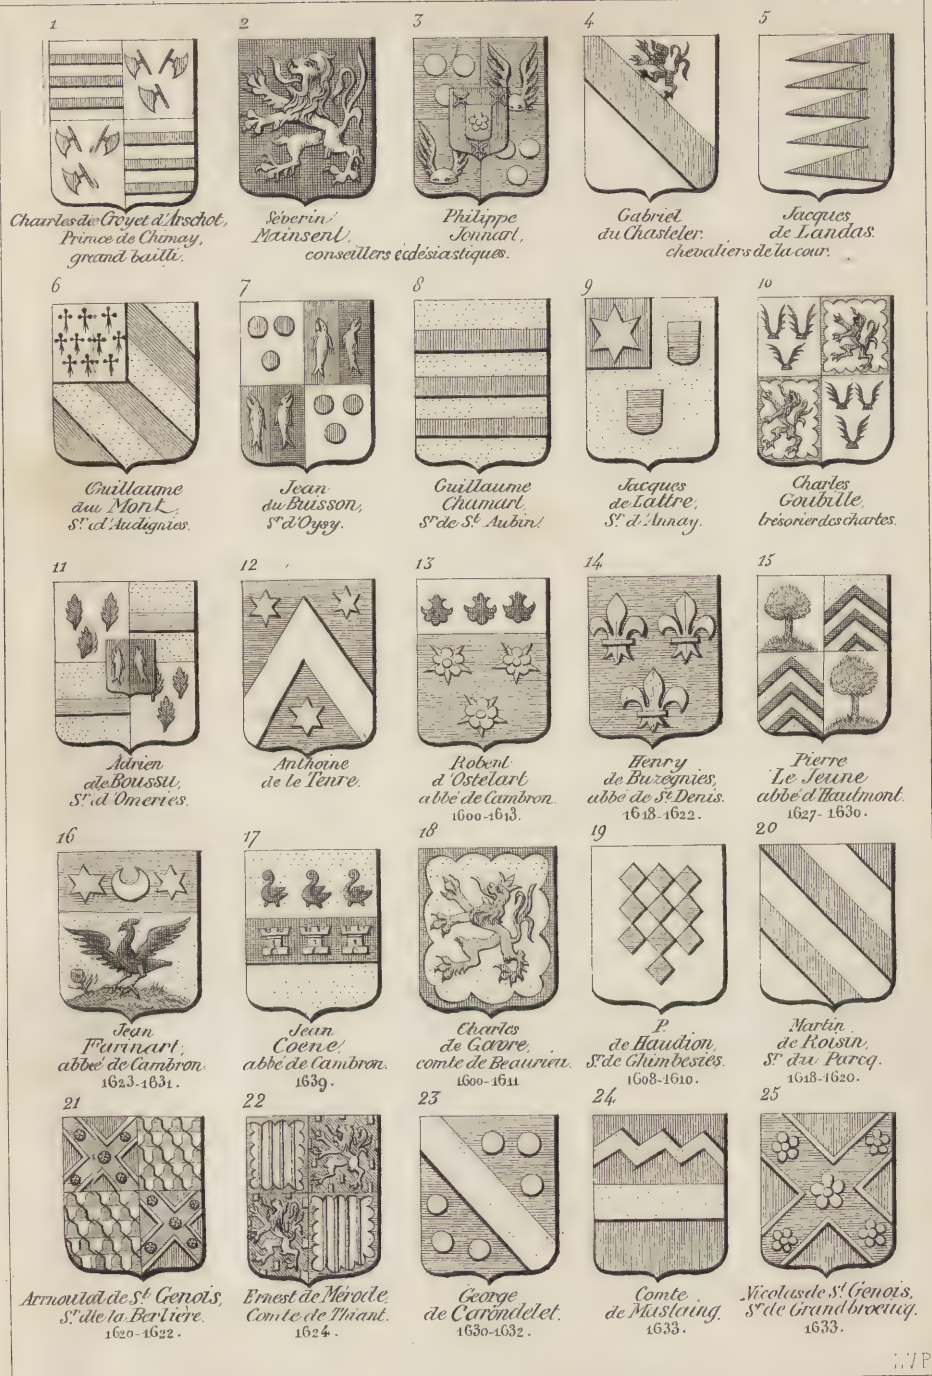 1
2
3
4
5
Charles de Croy et d'Arschot,
Prince de Chimay,
grand bailli.
Séverin
Mainsent,
Philippe
Jonnart,
conseillers écclésiastiques.
Gabriel
du Chasteler.
Jacques
de Landas.
chevaliers de la cour.
6
7
8
9
10
Guillaume
du Mont,
Sr. d'Audignies.
Jean
du Buisson,
Sr d'Oysy.
Guillaume
Chamart,
Sr de St. Aubin.
Jacques
de Lattre,
Sr. d'Annay.
Charles
Goubille,
trésorier des chartes.
11
12
13
14
15
Adrien
de Boussu,
Sr. d'Omeries.
Anthoine
de le Tenre.
Robert
d'Ostelart
abbé de Cambron.
1600-1613.
Henry
de Buzegnies,
abbé de St. Denis.
1618-1622.
Pierre
Le Jeune
abbé d'Hautmont.
1627-1630.
16
17
18
19
20
Jean
Farinart,
abbé de Cambron.
1623-1631.
Jean
Coene,
abbé de Cambron.
1639.
Charles
de Gavre,
comte de Beaurieu.
1600-1611
P.
de Haudion,
Sr. de Ghibresies.
1608-1610.
Martin
de Roisin,
Sr. du Parcq.
1618-1620.
21
22
23
24
25
Arnould de St. Genois,
Sr. de la Berlière.
1620-1622.
Ernest de Mérode,
Comte de Thiant.
1624.
George
de Carondelet.
1630-1632.
Comte
de Mastaing.
1633.
Nicolas de St. Genois,
Sr de Grandbroeucq.
1633.